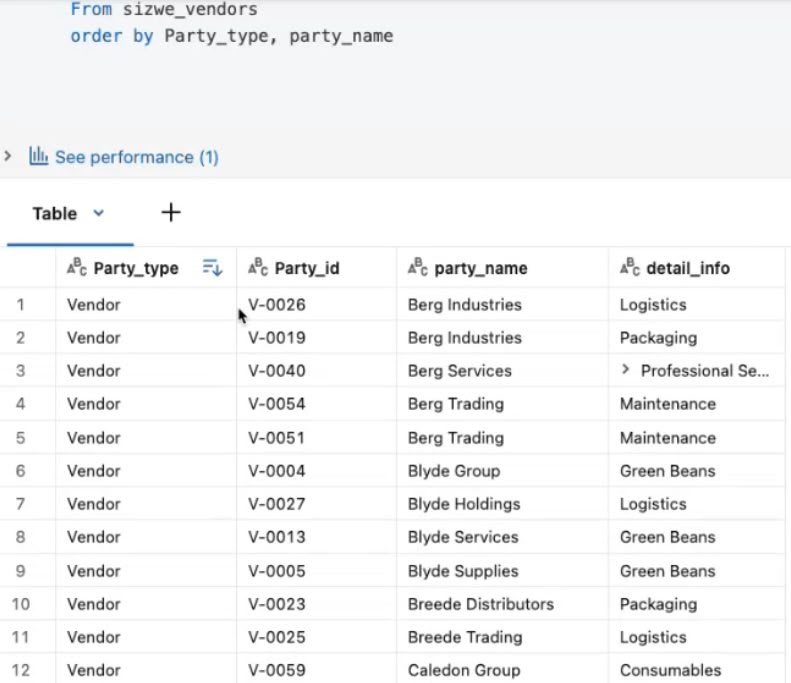 From sizwe_vendors
order by Party_type, party_name
See performance (1)
Table
Party_type Party_id party_name detail_info
1 Vendor V-0026 Berg Industries Logistics
2 Vendor V-0019 Berg Industries Packaging
3 Vendor V-0040 Berg Services Professional Se...
4 Vendor V-0054 Berg Trading Maintenance
5 Vendor V-0051 Berg Trading Maintenance
6 Vendor V-0004 Blyde Group Green Beans
7 Vendor V-0027 Blyde Holdings Logistics
8 Vendor V-0013 Blyde Services Green Beans
9 Vendor V-0005 Blyde Supplies Green Beans
10 Vendor V-0023 Breede Distributors Packaging
11 Vendor V-0025 Breede Trading Logistics
12 Vendor V-0059 Caledon Group Consumables